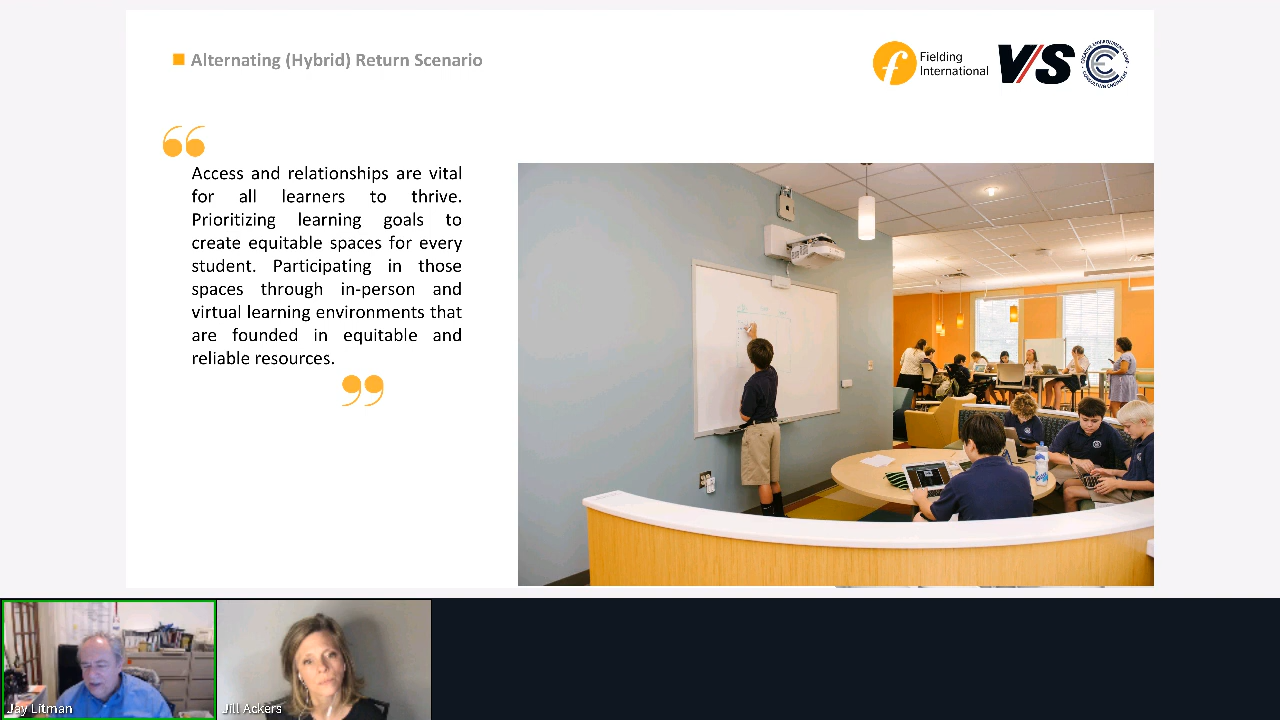 Alternating (Hybrid) Return Scenario
f Fielding
International
V/S
“
Access and relationships are vital
for all learners to thrive.
Prioritizing learning goals to
create equitable spaces for every
student. Participating in those
spaces through in-person and
virtual learning environments that
are founded in equitable and
reliable resources.
”
Jay Litman
Jill Ackers